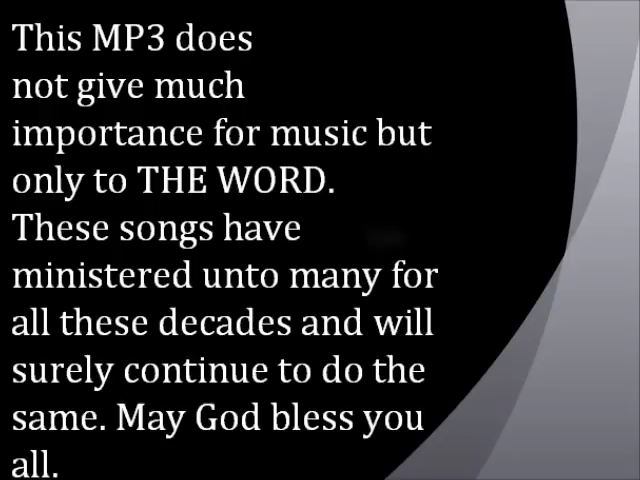 This MP3 does
not give much
importance for music but
only to THE WORD.
These songs have
ministered unto many for
all these decades and will
surely continue to do the
same. May God bless you
all.